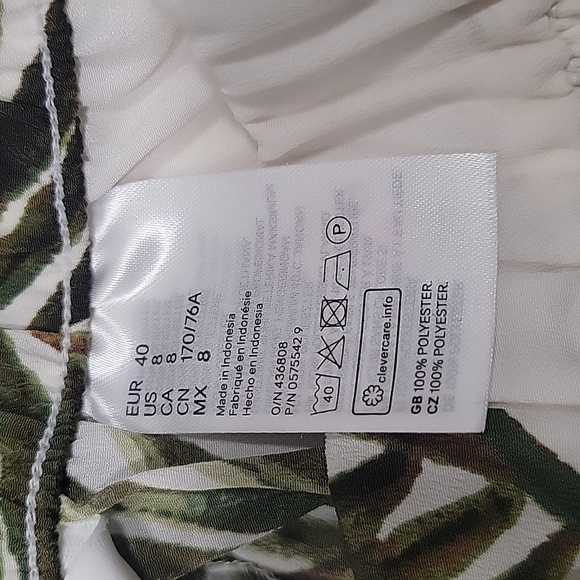 EUR 40
US 8
CA 8
CN 170/76A
MX 8
Made in Indonesia
Fabriqué en Indonésie
Hecho en Indonesia
O/N 436808
P/N 0575542 9
40 P
clevercare.info
GB 100% POLYESTER.
CZ 100% POLYESTER.